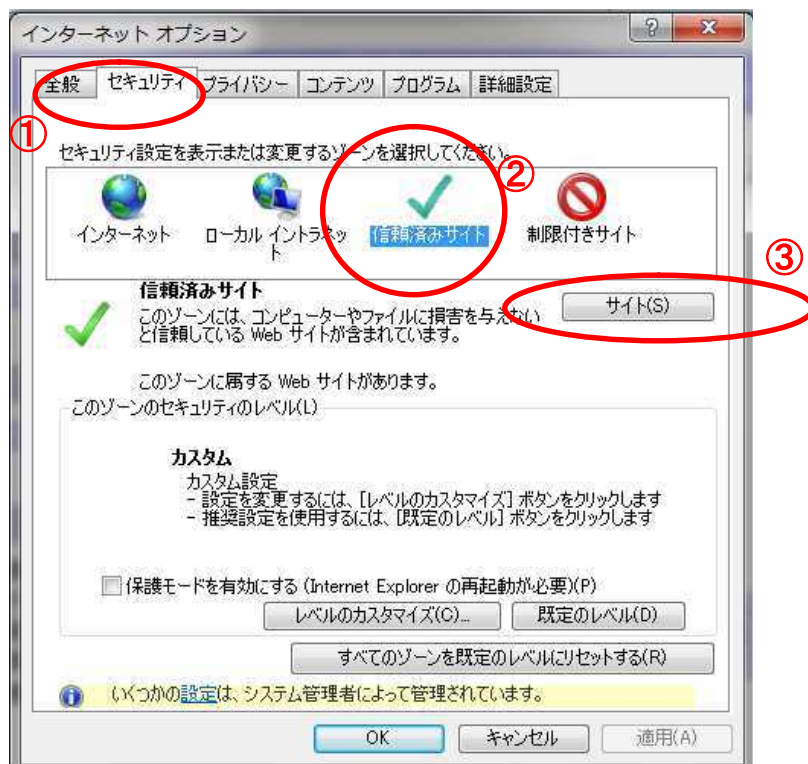 インターネット オプション
全般 セキュリティ プライバシー コンテンツ プログラム 詳細設定
①
セキュリティ設定を表示または変更するゾーンを選択してください。
②
インターネット
ローカル イントラネッ
ト
信頼済みサイト
制限付きサイト
③
信頼済みサイト
サイト(S)
このゾーンには、コンピューターやファイルに損害を与えない
と信頼している Web サイトが含まれています。
このゾーンに属する Web サイトがあります。
このゾーンのセキュリティのレベル(L)
カスタム
カスタム設定
- 設定を変更するには、[レベルのカスタマイズ] ボタンをクリックします
- 推奨設定を使用するには、[既定のレベル] ボタンをクリックします
保護モードを有効にする (Internet Explorer の再起動が必要)(P)
レベルのカスタマイズ(C)... 既定のレベル(D)
すべてのゾーンを既定のレベルにリセットする(R)
いくつかの設定は、システム管理者によって管理されています。
OK キャンセル 適用(A)